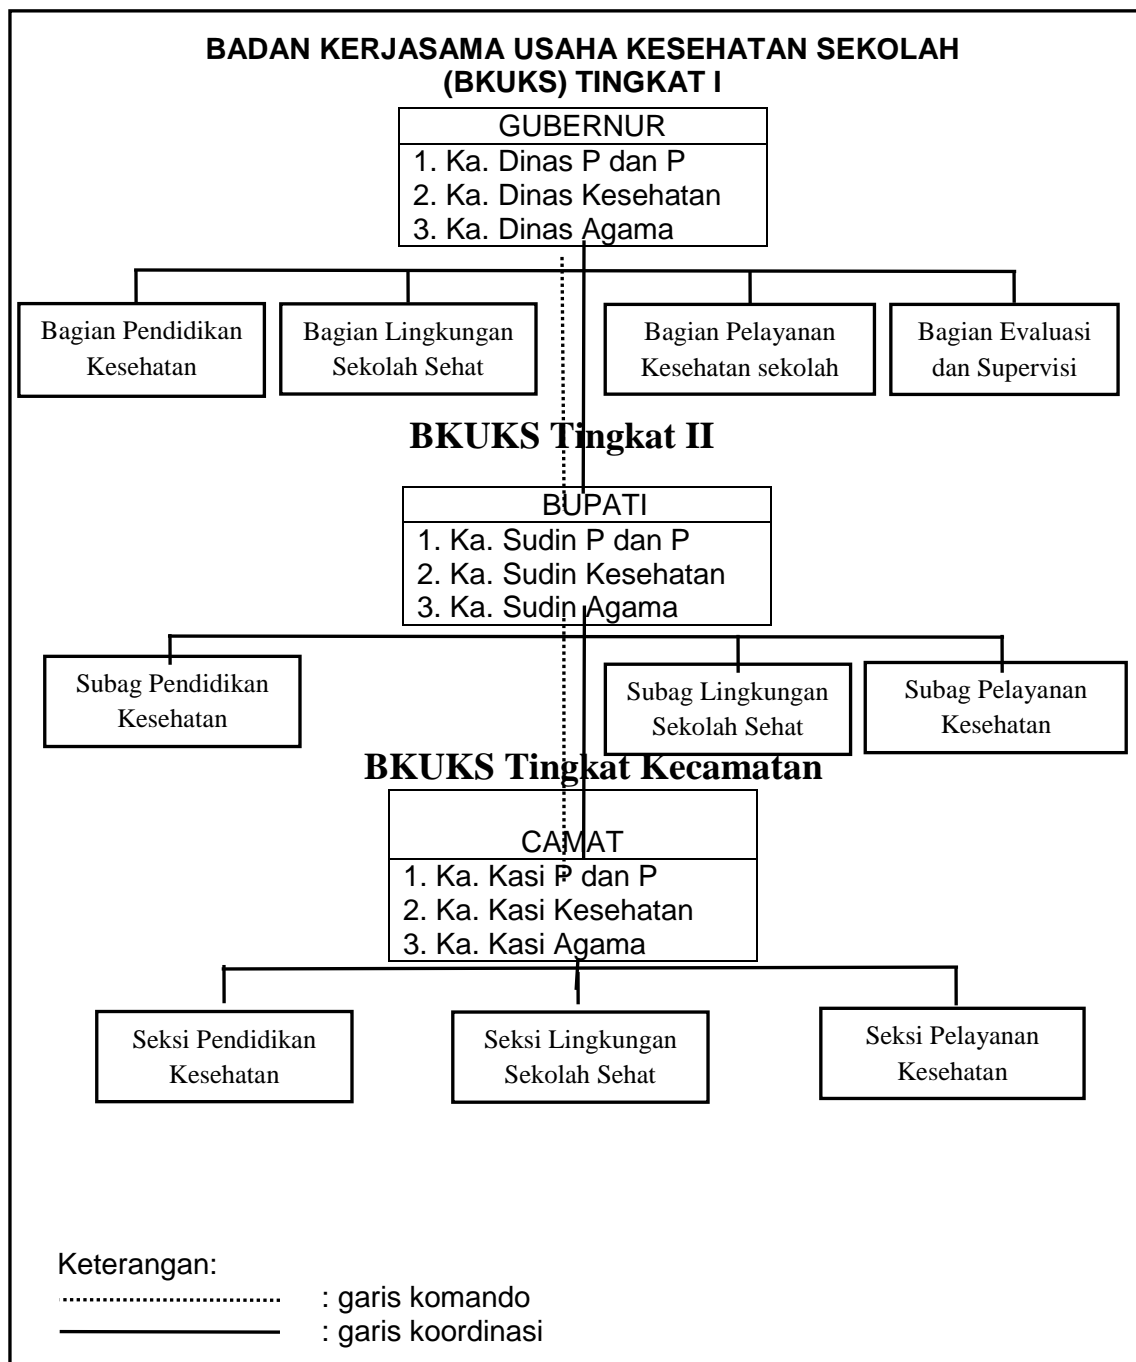 BADAN KERJASAMA USAHA KESEHATAN SEKOLAH
(BKUKS) TINGKAT I
GUBERNUR
1. Ka. Dinas P dan P
2. Ka. Dinas Kesehatan
3. Ka. Dinas Agama
Bagian Pendidikan
Kesehatan
Bagian Lingkungan
Sekolah Sehat
Bagian Pelayanan
Kesehatan sekolah
Bagian Evaluasi
dan Supervisi
BKUKS Tingkat II
BUPATI
1. Ka. Sudin P dan P
2. Ka. Sudin Kesehatan
3. Ka. Sudin Agama
Subag Pendidikan
Kesehatan
Subag Lingkungan
Sekolah Sehat
Subag Pelayanan
Kesehatan
BKUKS Tingkat Kecamatan
CAMAT
1. Ka. Kasi P dan P
2. Ka. Kasi Kesehatan
3. Ka. Kasi Agama
Seksi Pendidikan
Kesehatan
Seksi Lingkungan
Sekolah Sehat
Seksi Pelayanan
Kesehatan
Keterangan:
: garis komando
: garis koordinasi